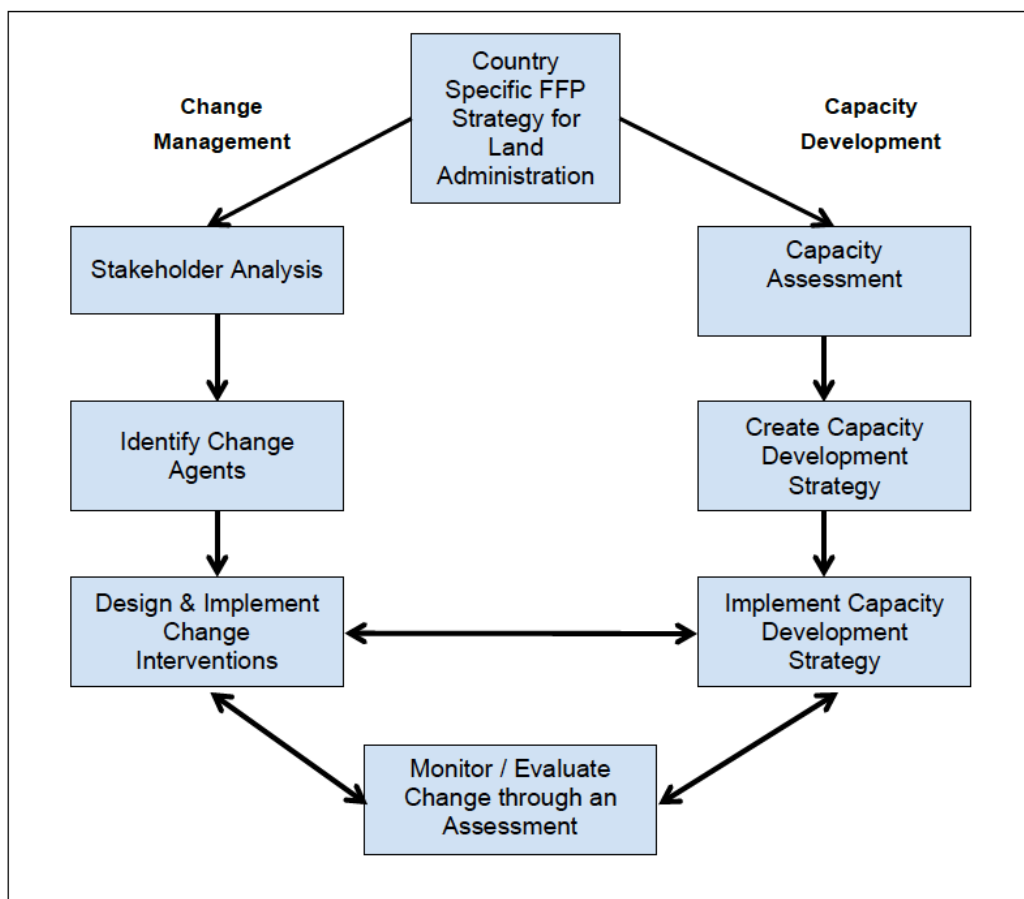 Country
Specific FFP
Strategy for
Land
Administration
Change
Management
Capacity
Development
Stakeholder Analysis
Capacity
Assessment
Identify Change
Agents
Create Capacity
Development
Strategy
Design & Implement
Change
Interventions
Implement Capacity
Development
Strategy
Monitor / Evaluate
Change through an
Assessment